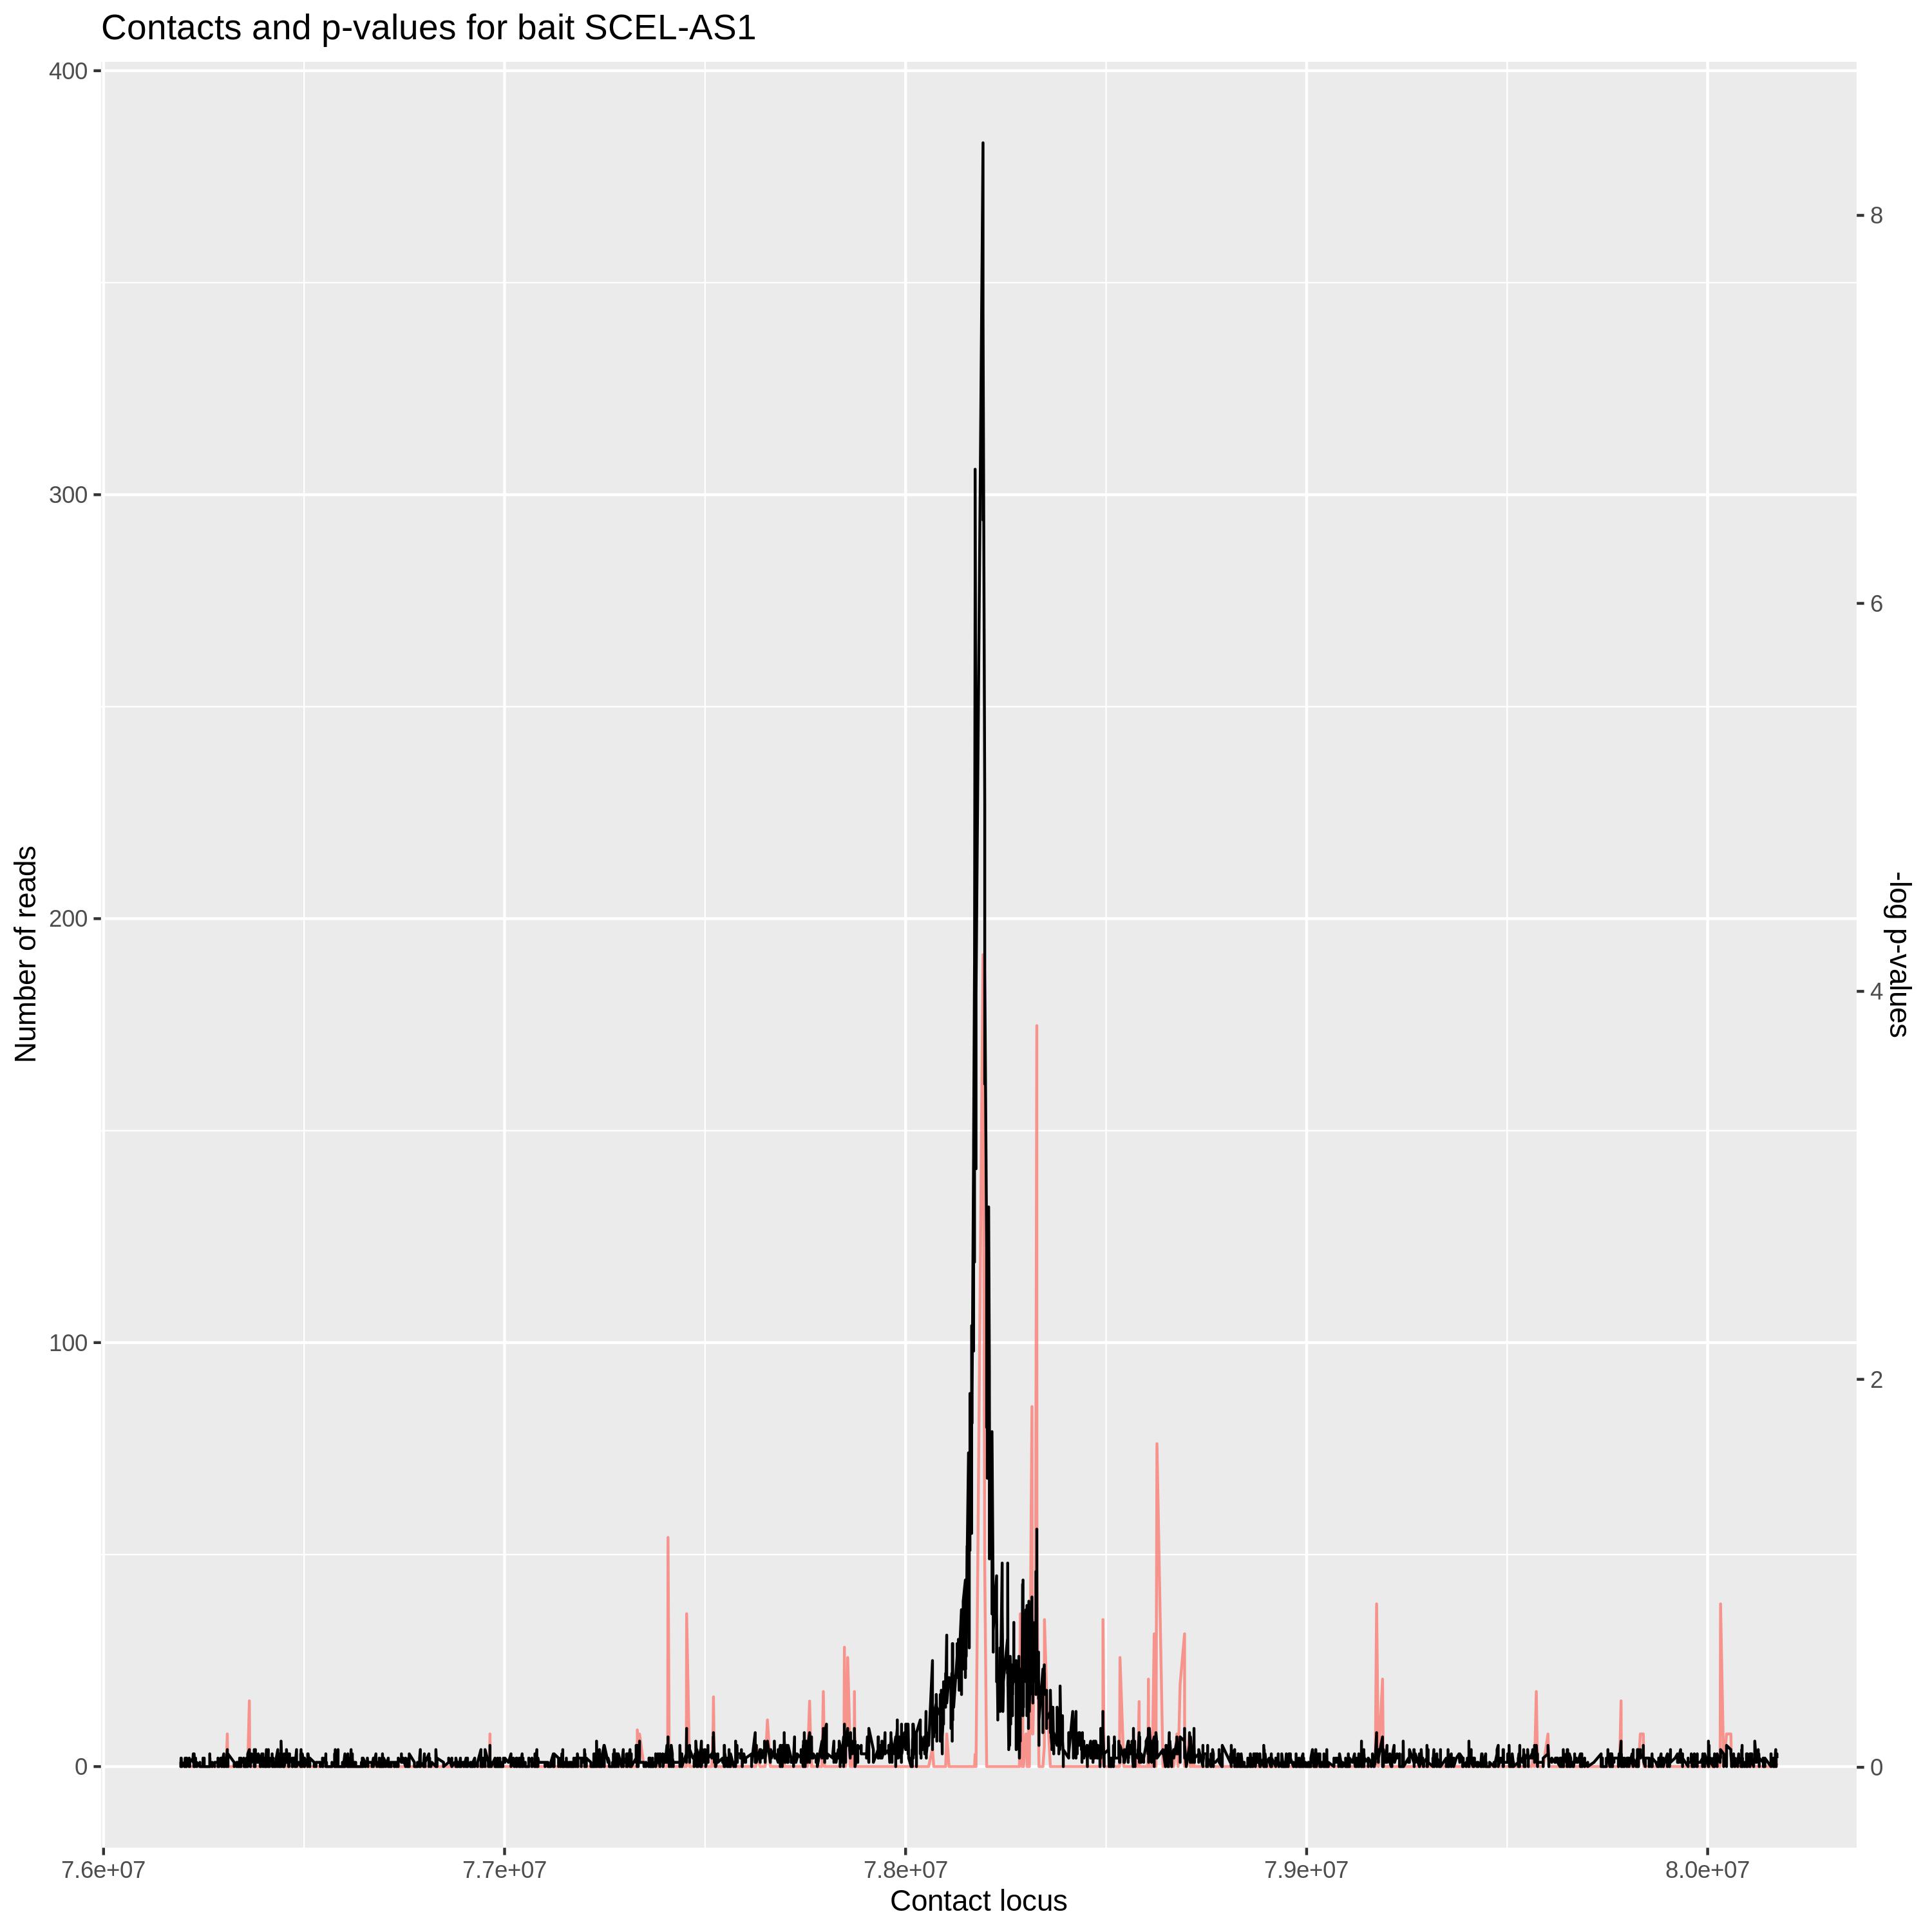 Contacts and p-values for bait SCEL-AS1
400
300
200
100
0
8
6
4
2
0
Number of reads
-log p-values
7.6e+07
7.7e+07
7.8e+07
7.9e+07
8.0e+07
Contact locus